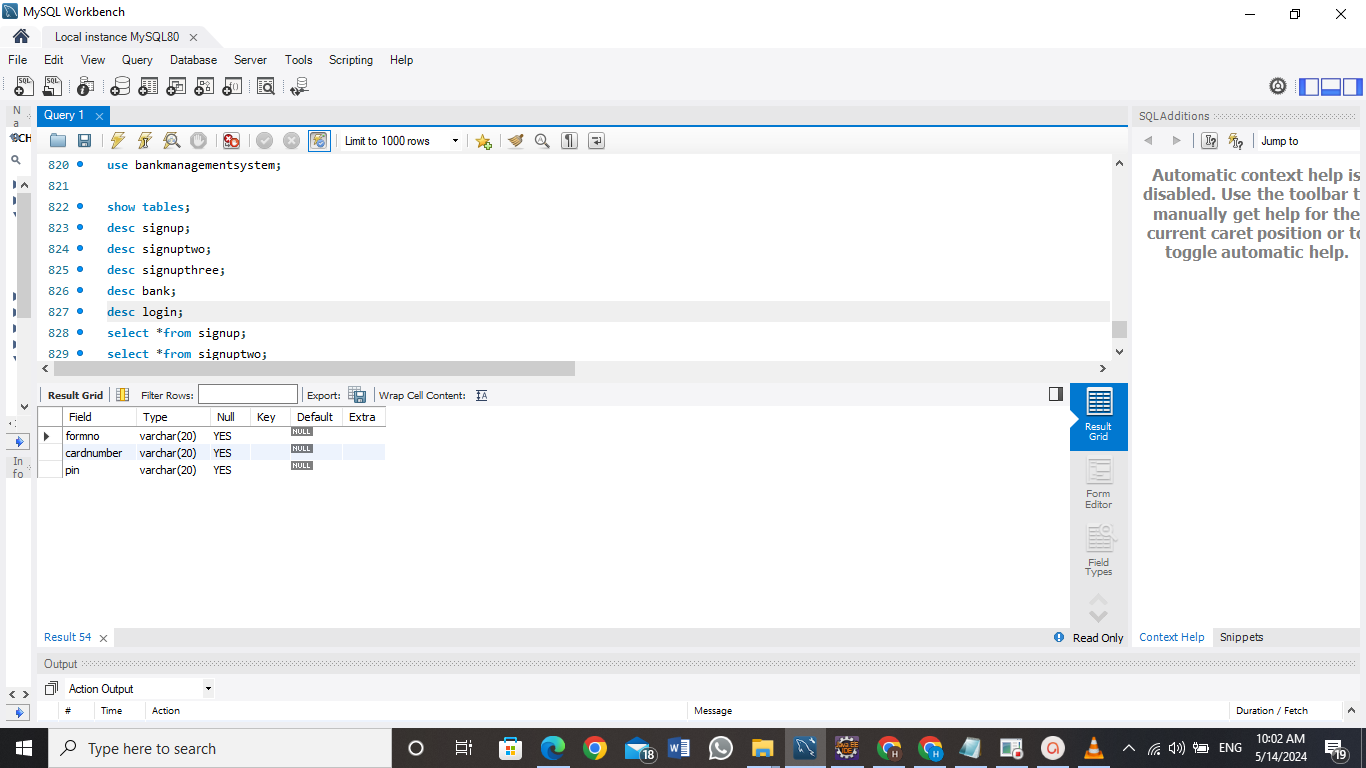 MySQL Workbench
Local instance MySQL80
File Edit View Query Database Server Tools Scripting Help
Na
SCH
Query 1
SQLAdditions
Limit to 1000 rows
Jump to
820 use bankmanagementsystem;
821
822 show tables;
823 desc signup;
824 desc signuptwo;
825 desc signupthree;
826 desc bank;
827 desc login;
828 select *from signup;
829 select *from signuptwo;
Automatic context help is
disabled. Use the toolbar t
manually get help for the
current caret position or to
toggle automatic help.
Result Grid Filter Rows: Export: Wrap Cell Content:
Field Type Null Key Default Extra
formno varchar(20) YES NULL
cardnumber varchar(20) YES NULL
pin varchar(20) YES NULL
Result
Grid
Form
Editor
Field
Types
Info
Result 54
Read Only
Context Help Snippets
Output
Action Output
# Time Action Message Duration / Fetch
Type here to search
18
ENG
10:02 AM
5/14/2024
19